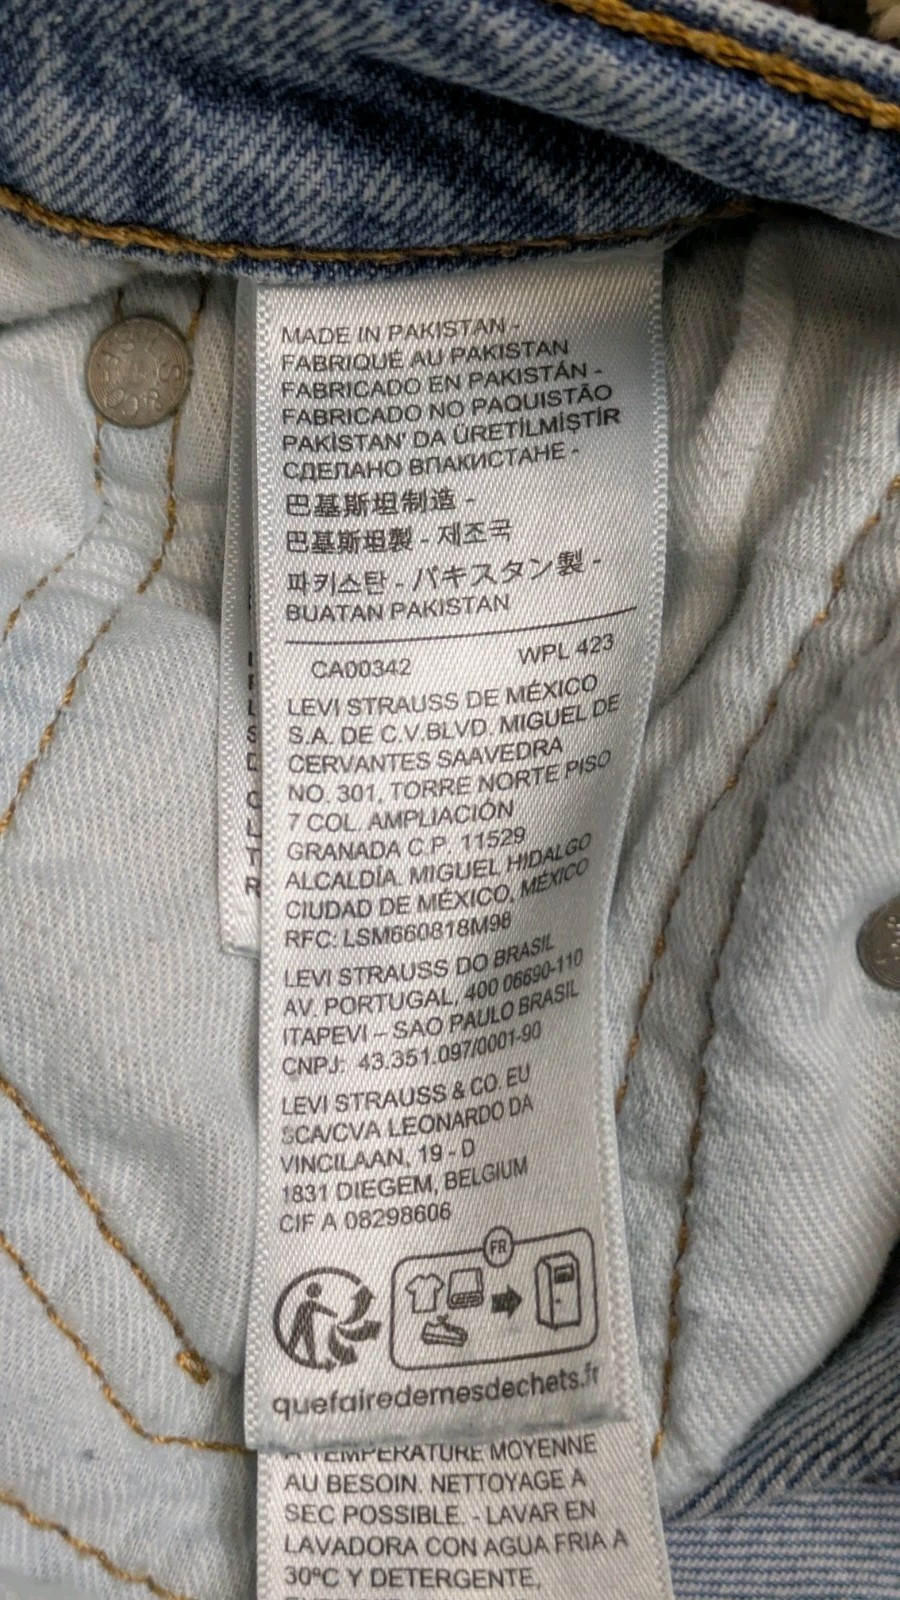 MADE IN PAKISTAN -
FABRIQUÉ AU PAKISTAN
FABRICADO EN PAKISTÁN -
FABRICADO NO PAQUISTÃO
PAKİSTAN' DA ÜRETİLMİŞTİR
СДЕЛАНО ВПАКИСТАНЕ -
巴基斯坦制造 -
巴基斯坦製 - 제조국
파키스탄 - パキスタン製 -
BUATAN PAKISTAN
CA00342 WPL 423
LEVI STRAUSS DE MÉXICO
S.A. DE C.V.BLVD. MIGUEL DE
CERVANTES SAAVEDRA
NO. 301, TORRE NORTE PISO
7 COL. AMPLIACIÓN
GRANADA C.P. 11529
ALCALDÍA. MIGUEL HIDALGO
CIUDAD DE MÉXICO, MÉXICO
RFC: LSM660818M98
LEVI STRAUSS DO BRASIL
AV. PORTUGAL, 400 06690-110
ITAPEVI – SAO PAULO BRASIL
CNPJ: 43.351.097/0001-90
LEVI STRAUSS & CO. EU
SCA/CVA LEONARDO DA
VINCILAAN, 19 - D
1831 DIEGEM, BELGIUM
CIF A 08298606
FR
quefairedemesdechets.fr
A TEMPÉRATURE MOYENNE
AU BESOIN. NETTOYAGE A
SEC POSSIBLE. - LAVAR EN
LAVADORA CON AGUA FRIA A
30ºC Y DETERGENTE,